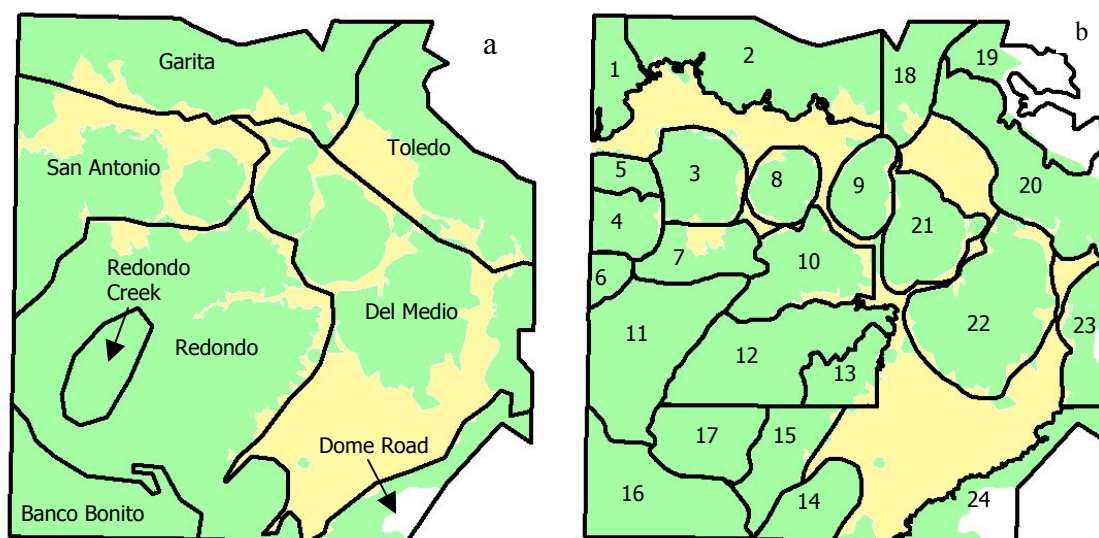 a
Garita
Toledo
San Antonio
Redondo
Creek
Del Medio
Redondo
Dome Road
Banco Bonito
b
1
2
18
19
5
3
8
9
20
4
21
7
10
6
11
22
23
12
13
17
15
16
14
24